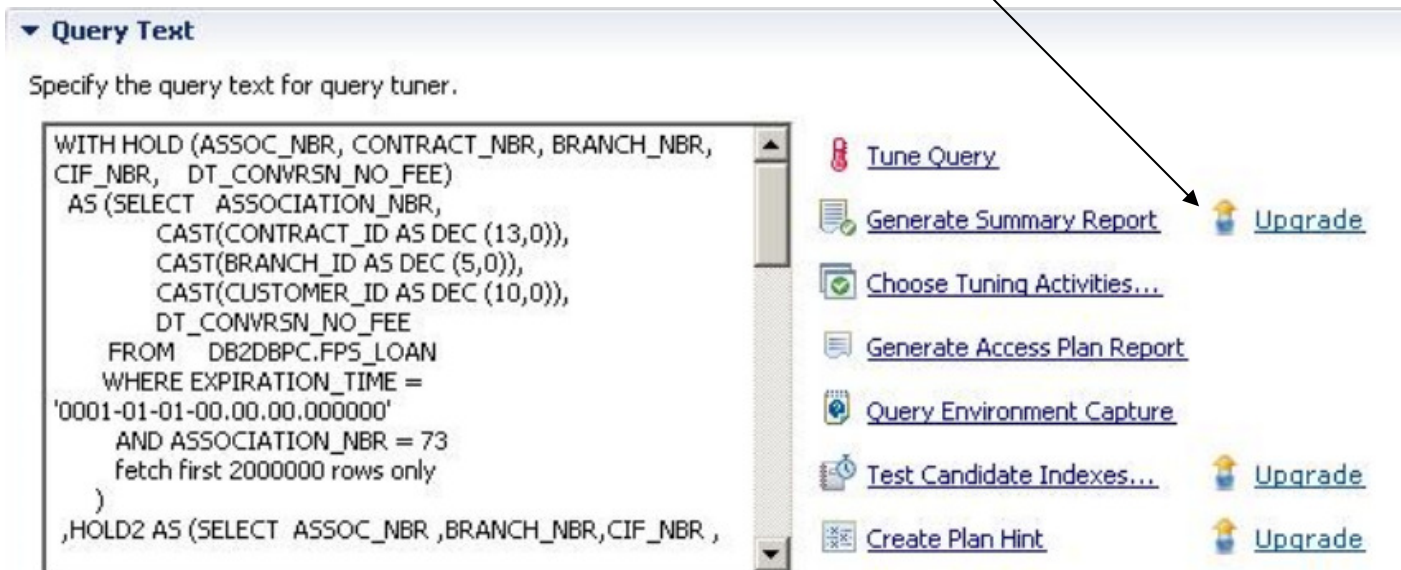 Query Text
Specify the query text for query tuner.
WITH HOLD (ASSOC_NBR, CONTRACT_NBR, BRANCH_NBR,
CIF_NBR, DT_CONVRSN_NO_FEE)
AS (SELECT ASSOCIATION_NBR,
CAST(CONTRACT_ID AS DEC (13,0)),
CAST(BRANCH_ID AS DEC (5,0)),
CAST(CUSTOMER_ID AS DEC (10,0)),
DT_CONVRSN_NO_FEE
FROM DB2DBPC.FPS_LOAN
WHERE EXPIRATION_TIME =
'0001-01-01-00.00.00.000000'
AND ASSOCIATION_NBR = 73
fetch first 2000000 rows only
)
,HOLD2 AS (SELECT ASSOC_NBR ,BRANCH_NBR,CIF_NBR ,
Tune Query
Generate Summary Report Upgrade
Choose Tuning Activities...
Generate Access Plan Report
Query Environment Capture
Test Candidate Indexes... Upgrade
Create Plan Hint Upgrade